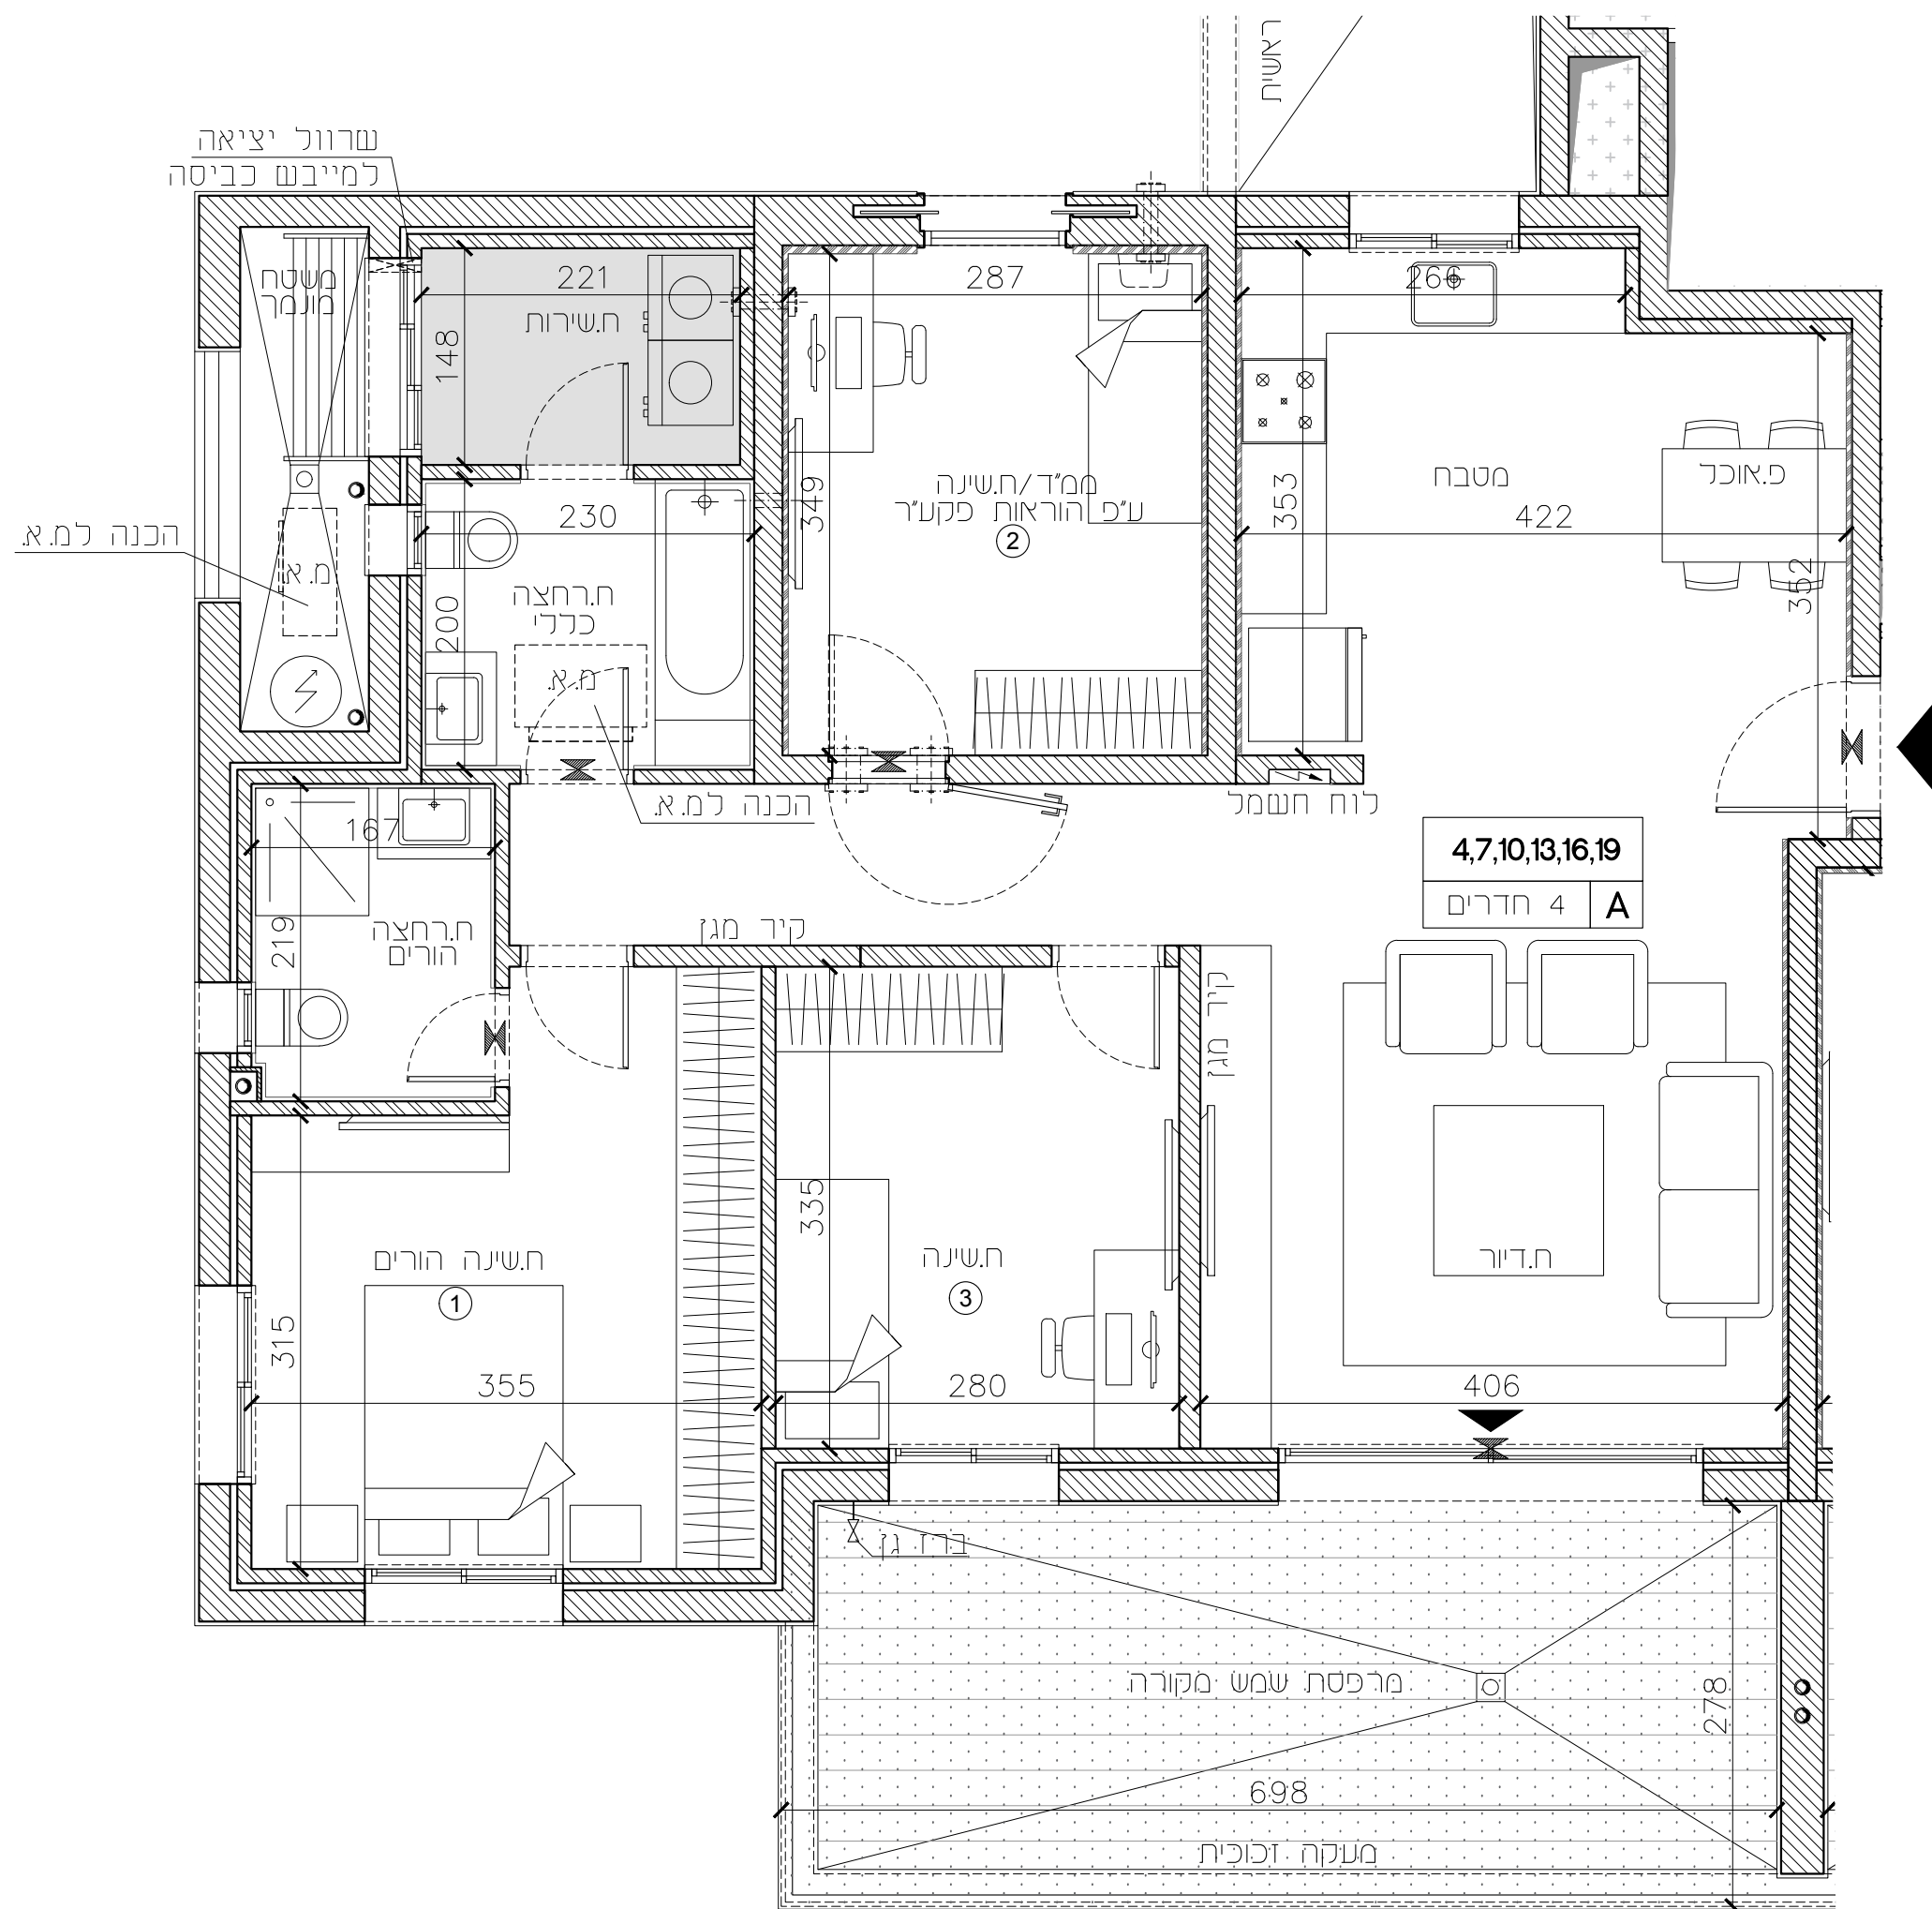 ראשית
שרוול יציאה
למייבש כביסה
משטח
מונמך
221
ח.שירות
148
287
266
הכנה למ.א.
מ.א.
230
ח.רחצה
כללי
200
מ.א.
349
ממ"ד/ח.שינה
ע"פ הוראות פקע"ר
2
353
מטבח
פ.אוכל
422
352
הכנה למ.א.
לוח חשמל
167
219
ח.רחצה
הורים
קיר מגן
4,7,10,13,16,19
4 חדרים
A
קיר מגן
ח.שינה הורים
1
315
355
335
ח.שינה
3
280
ח.דיור
406
ברז גן
מרפסת שמש מקורה
278
698
מעקה זכוכית